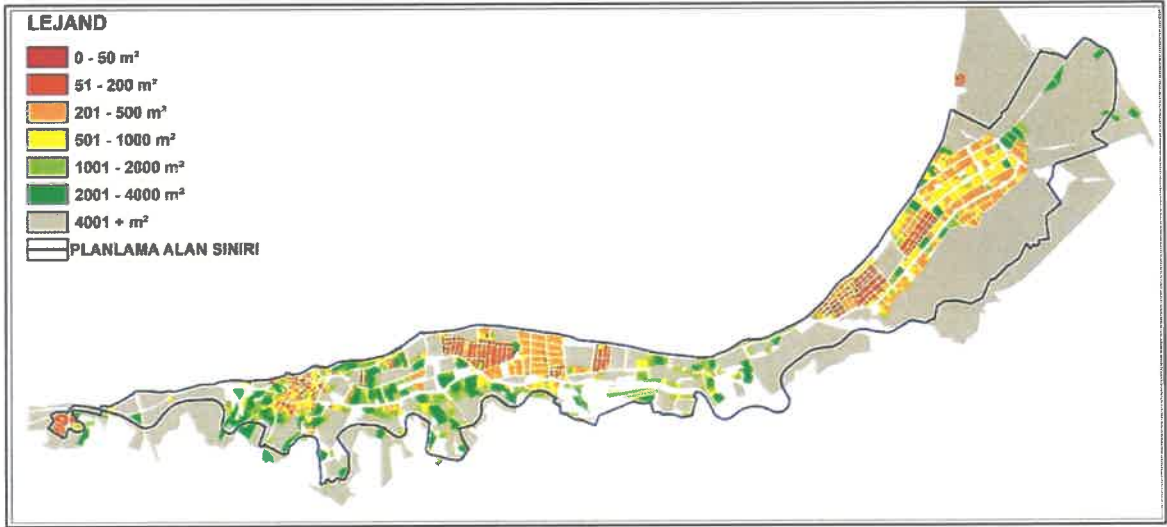 LEJAND
0 - 50 m²
51 - 200 m²
201 - 500 m²
501 - 1000 m²
1001 - 2000 m²
2001 - 4000 m²
4001 + m²
PLANLAMA ALAN SINIRI